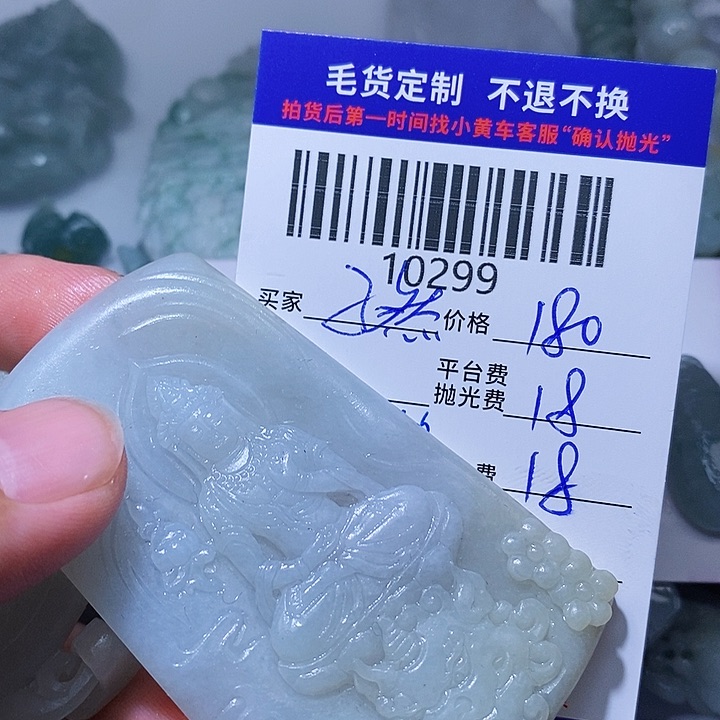 毛货定制 不退不换
拍货后第一时间找小黄车客服“确认抛光”
10299
买家 价格 180
平台费
抛光费 18
费 18